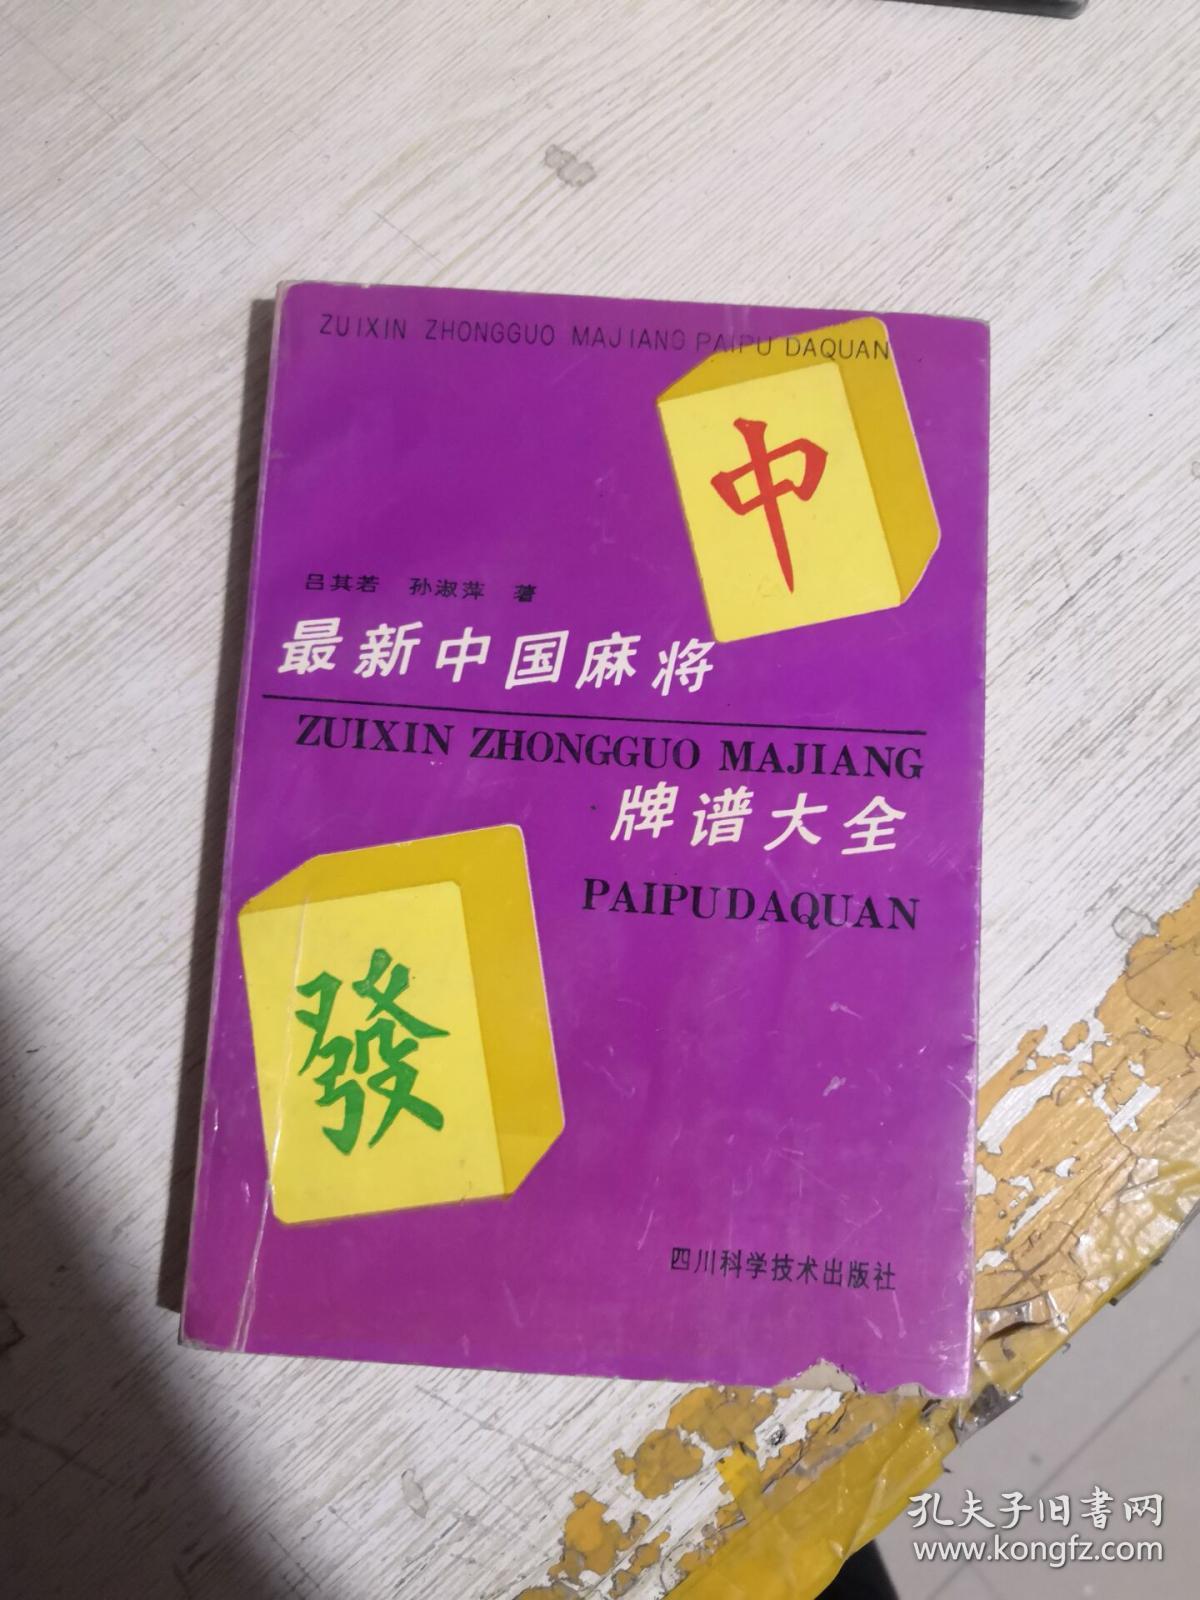 ZUIXIN ZHONGGUO MAJIANG PAIPU DAQUAN
中
吕其若 孙淑萍 著
最新中国麻将
ZUIXIN ZHONGGUO MAJIANG
牌谱大全
PAIPUDAQUAN
發
四川科学技术出版社
孔夫子旧書网
www.kongfz.com